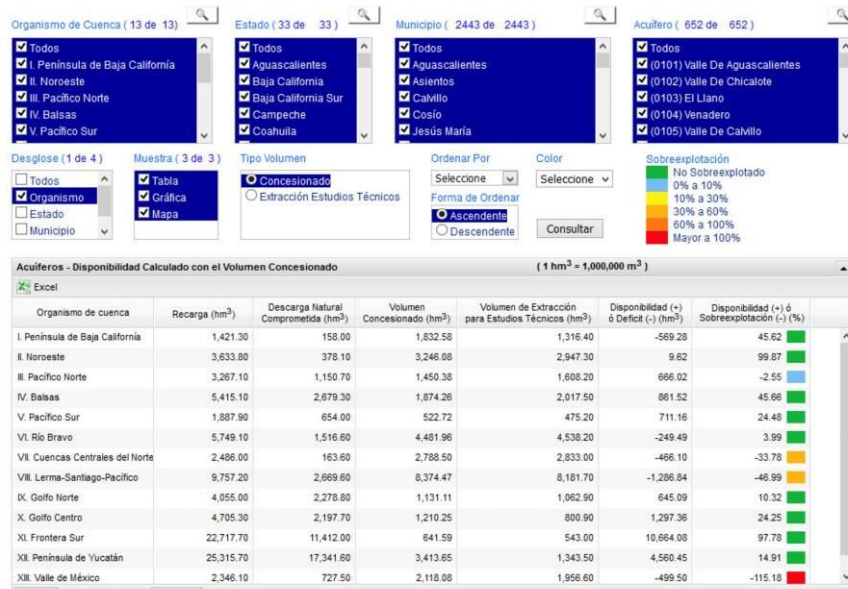 Organismo de Cuenca ( 13 de 13)
Estado ( 33 de 33 )
Municipio ( 2443 de 2443 )
Acuífero ( 652 de 652 )
Todos
I. Península de Baja California
II. Noroeste
III. Pacífico Norte
IV. Balsas
V. Pacífico Sur
Todos
Aguascalientes
Baja California
Baja California Sur
Campeche
Coahuila
Todos
Aguascalientes
Asientos
Calvillo
Cosío
Jesús María
Todos
(0101) Valle De Aguascalientes
(0102) Valle De Chicalote
(0103) El Llano
(0104) Venadero
(0105) Valle De Calvillo
Desglose (1 de 4 )
Todos
Organismo
Estado
Municipio
Muestra ( 3 de 3 )
Tabla
Gráfica
Mapa
Tipo Volumen
Concesionado
Extracción Estudios Técnicos
Ordenar Por
Seleccione
Forma de Ordenar
Ascendente
Descendente
Color
Seleccione
Consultar
Sobreexplotación
No Sobreexplotado
0% a 10%
10% a 30%
30% a 60%
60% a 100%
Mayor a 100%
Acuíferos - Disponibilidad Calculado con el Volumen Concesionado ( 1 hm³ = 1,000,000 m³ )
Excel
Organismo de cuenca Recarga (hm³) Descarga Natural Comprometida (hm³) Volumen Concesionado (hm³) Volumen de Extracción para Estudios Técnicos (hm³) Disponibilidad (+) ó Deficit (-) (hm³) Disponibilidad (+) ó Sobreexplotación (-) (%)
I. Península de Baja California 1,421.30 158.00 1,832.58 1,316.40 -569.28 45.62
II. Noroeste 3,633.80 378.10 3,246.08 2,947.30 9.62 99.87
III. Pacífico Norte 3,267.10 1,150.70 1,450.38 1,608.20 666.02 -2.55
IV. Balsas 5,415.10 2,679.30 1,874.26 2,017.50 861.52 45.66
V. Pacífico Sur 1,887.90 654.00 522.72 475.20 711.16 24.48
VI. Río Bravo 5,749.10 1,516.60 4,481.96 4,538.20 -249.49 3.99
VII. Cuencas Centrales del Norte 2,486.00 163.60 2,788.50 2,833.00 -466.10 -33.78
VIII. Lerma-Santiago-Pacífico 9,757.20 2,669.60 8,374.47 8,181.70 -1,286.84 -46.99
IX. Golfo Norte 4,055.00 2,278.80 1,131.11 1,062.90 645.09 10.32
X. Golfo Centro 4,705.30 2,197.70 1,210.25 800.90 1,297.36 24.25
XI. Frontera Sur 22,717.70 11,412.00 641.59 543.00 10,664.08 97.78
XII. Península de Yucatán 25,315.70 17,341.60 3,413.65 1,343.50 4,560.45 14.91
XIII. Valle de México 2,346.10 727.50 2,118.08 1,956.60 -499.50 -115.18